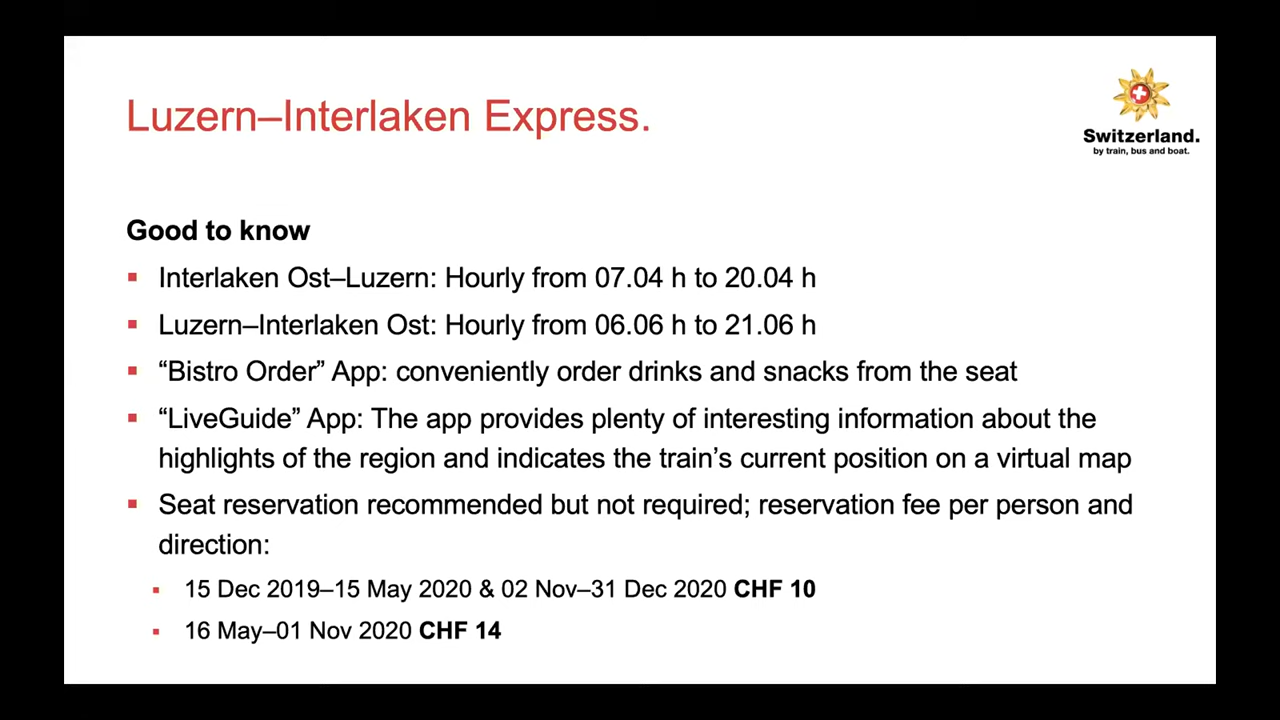 Luzern–Interlaken Express.
Switzerland.
by train, bus and boat.
Good to know
▪ Interlaken Ost–Luzern: Hourly from 07.04 h to 20.04 h
▪ Luzern–Interlaken Ost: Hourly from 06.06 h to 21.06 h
▪ “Bistro Order” App: conveniently order drinks and snacks from the seat
▪ “LiveGuide” App: The app provides plenty of interesting information about the
highlights of the region and indicates the train’s current position on a virtual map
▪ Seat reservation recommended but not required; reservation fee per person and
direction:
▪ 15 Dec 2019–15 May 2020 & 02 Nov–31 Dec 2020 CHF 10
▪ 16 May–01 Nov 2020 CHF 14